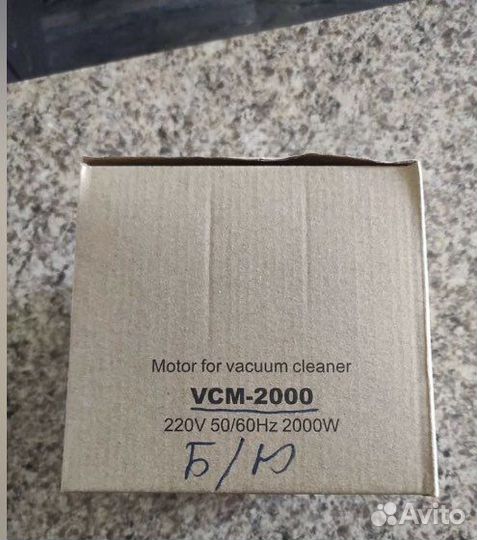 Motor for vacuum cleaner
VCM-2000
220V 50/60Hz 2000W
Avito